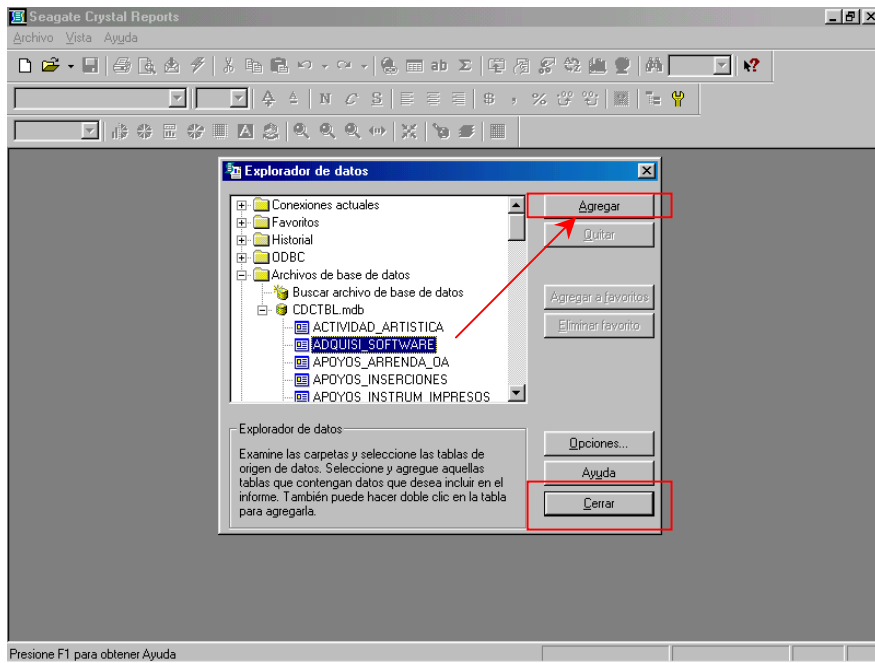 Seagate Crystal Reports
Archivo Vista Ayuda
ab Σ
N C S $ , %
A
Explorador de datos
Conexiones actuales
Favoritos
Historial
ODBC
Archivos de base de datos
Buscar archivo de base de datos
CDCTBL.mdb
ACTIVIDAD_ARTISTICA
ADQUISI_SOFTWARE
APOYOS_ARRENDA_OA
APOYOS_INSERCIONES
APOYOS_INSTRUM_IMPRESOS
Agregar
Quitar
Agregar a favoritos
Eliminar favorito
Explorador de datos
Examine las carpetas y seleccione las tablas de
origen de datos. Seleccione y agregue aquellas
tablas que contengan datos que desea incluir en el
informe. También puede hacer doble clic en la tabla
para agregarla.
Opciones...
Ayuda
Cerrar
Presione F1 para obtener Ayuda